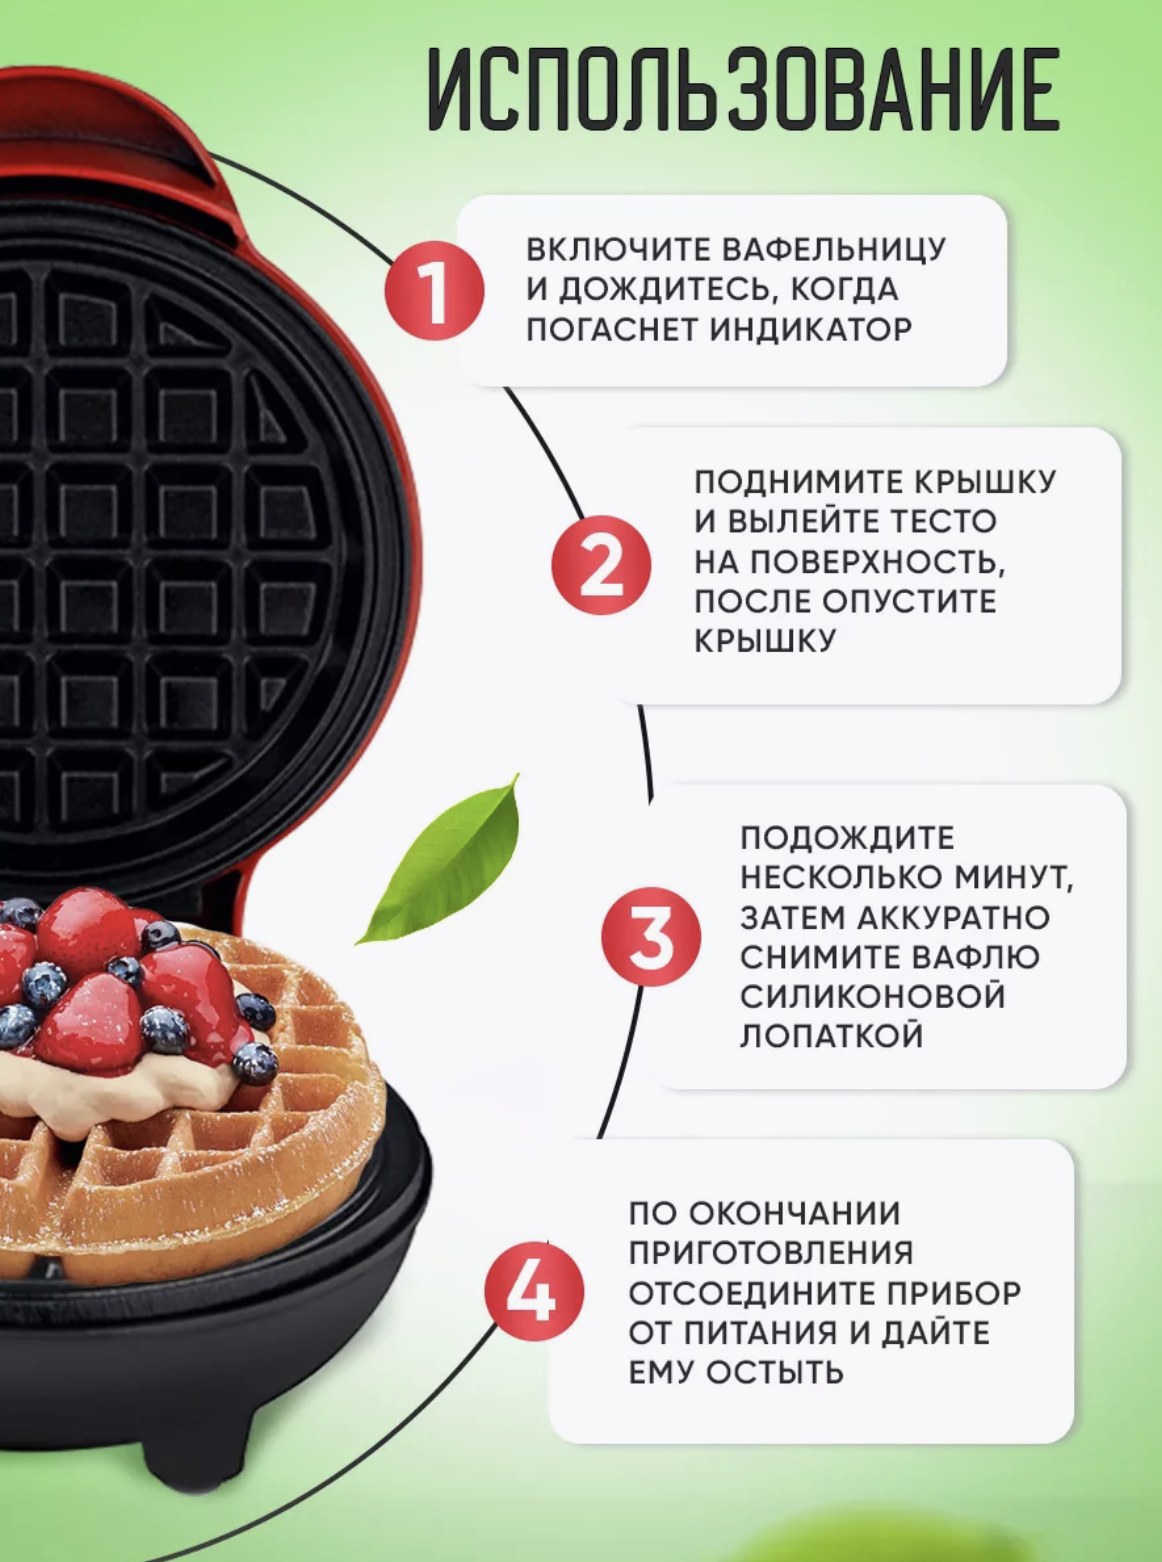 ИСПОЛЬЗОВАНИЕ
1
ВКЛЮЧИТЕ ВАФЕЛЬНИЦУ
И ДОЖДИТЕСЬ, КОГДА
ПОГАСНЕТ ИНДИКАТОР
2
ПОДНИМИТЕ КРЫШКУ
И ВЫЛЕЙТЕ ТЕСТО
НА ПОВЕРХНОСТЬ,
ПОСЛЕ ОПУСТИТЕ
КРЫШКУ
3
ПОДОЖДИТЕ
НЕСКОЛЬКО МИНУТ,
ЗАТЕМ АККУРАТНО
СНИМИТЕ ВАФЛЮ
СИЛИКОНОВОЙ
ЛОПАТКОЙ
4
ПО ОКОНЧАНИИ
ПРИГОТОВЛЕНИЯ
ОТСОЕДИНИТЕ ПРИБОР
ОТ ПИТАНИЯ И ДАЙТЕ
ЕМУ ОСТЫТЬ